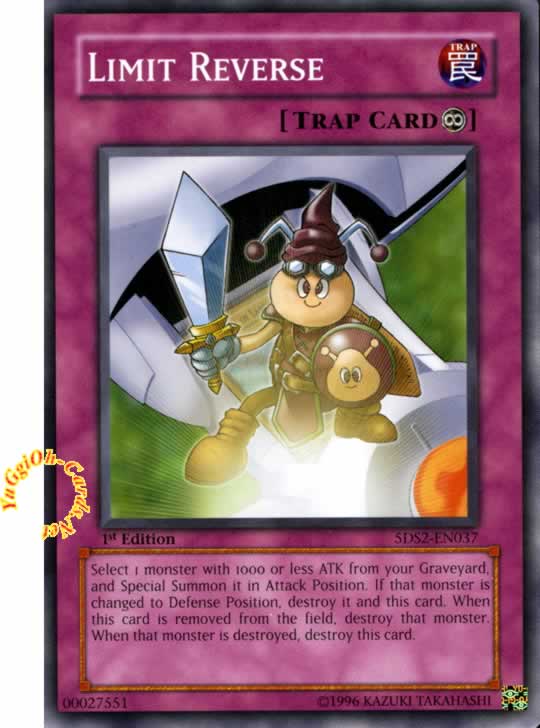 LIMIT REVERSE
TRAP
罠
[TRAP CARD∞]
YuGgiOh-Cards.Net
1st Edition
5DS2-EN037
Select 1 monster with 1000 or less ATK from your Graveyard,
and Special Summon it in Attack Position. If that monster is
changed to Defense Position, destroy it and this card. When
this card is removed from the field, destroy that monster.
When that monster is destroyed, destroy this card.
00027551
©1996 KAZUKI TAKAHASHI